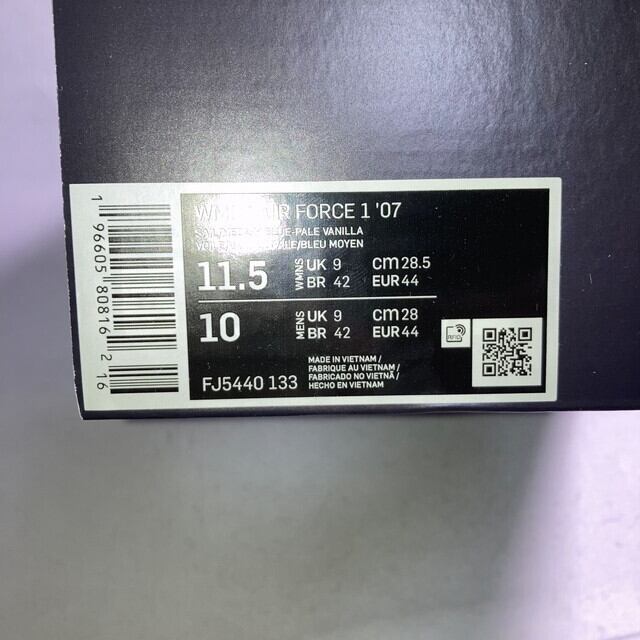 FORCE 1 '07
BLUE-PALE VANILLA
/BLEU MOYEN
11.5 WMNS UK 9 cm 28.5
BR 42 EUR 44
10 MENS UK 9 cm 28
BR 42 EUR 44
MADE IN VIETNAM /
FABRIQUE AU VIETNAM /
FABRICADO NO VIETNÃ /
HECHO EN VIETNAM
FJ5440 133
RFID
1 96605 80816 2 16